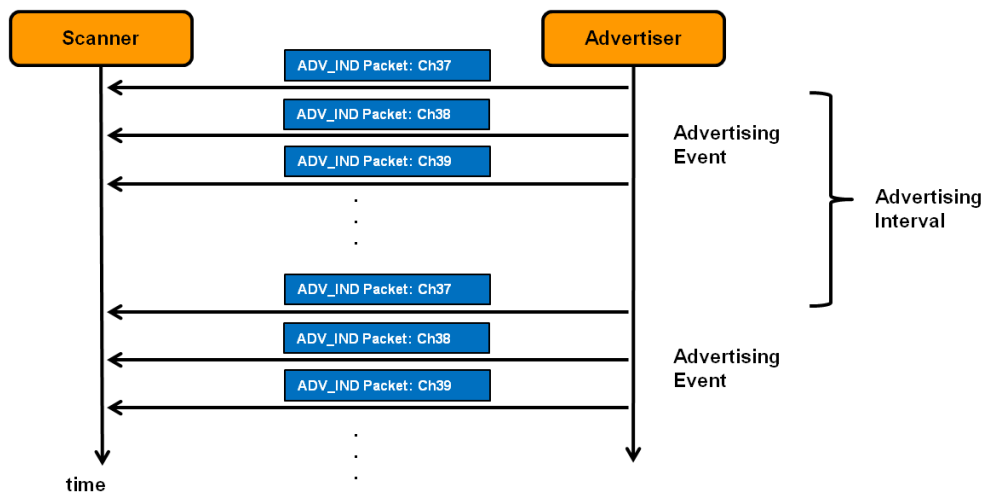 Scanner
Advertiser
ADV_IND Packet: Ch37
ADV_IND Packet: Ch38
ADV_IND Packet: Ch39
Advertising
Event
Advertising
Interval
.
.
.
ADV_IND Packet: Ch37
ADV_IND Packet: Ch38
ADV_IND Packet: Ch39
Advertising
Event
.
.
.
time